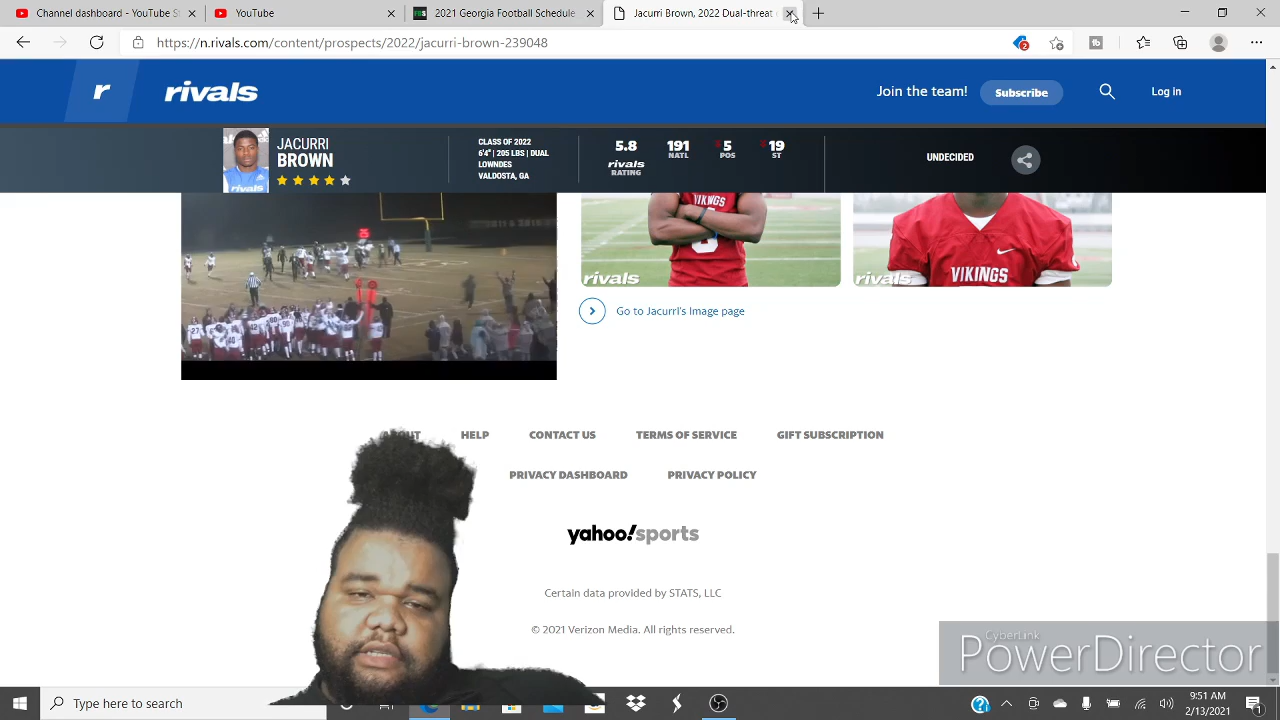 Channel content - YouTube S
YouTube
2021 Georgia Football Schedule
Jacurri Brown, 2022 Dual-threat
https://n.rivals.com/content/prospects/2022/jacurri-brown-239048
2
r
rivals
Join the team!
Subscribe
Log In
JACURRI
BROWN
CLASS OF 2022
6'4" | 205 LBS | DUAL
LOWNDES
VALDOSTA, GA
5.8
rivals
RATING
191
NATL
5
POS
19
ST
UNDECIDED
VIKINGS
rivals
VIKINGS
rivals
Go to Jacurri's image page
ABOUT
HELP
CONTACT US
TERMS OF SERVICE
GIFT SUBSCRIPTION
PRIVACY DASHBOARD
PRIVACY POLICY
yahoo!sports
Certain data provided by STATS, LLC
© 2021 Verizon Media. All rights reserved.
CyberLink
PowerDirector
Type here to search
9:51 AM
2/13/2021
1